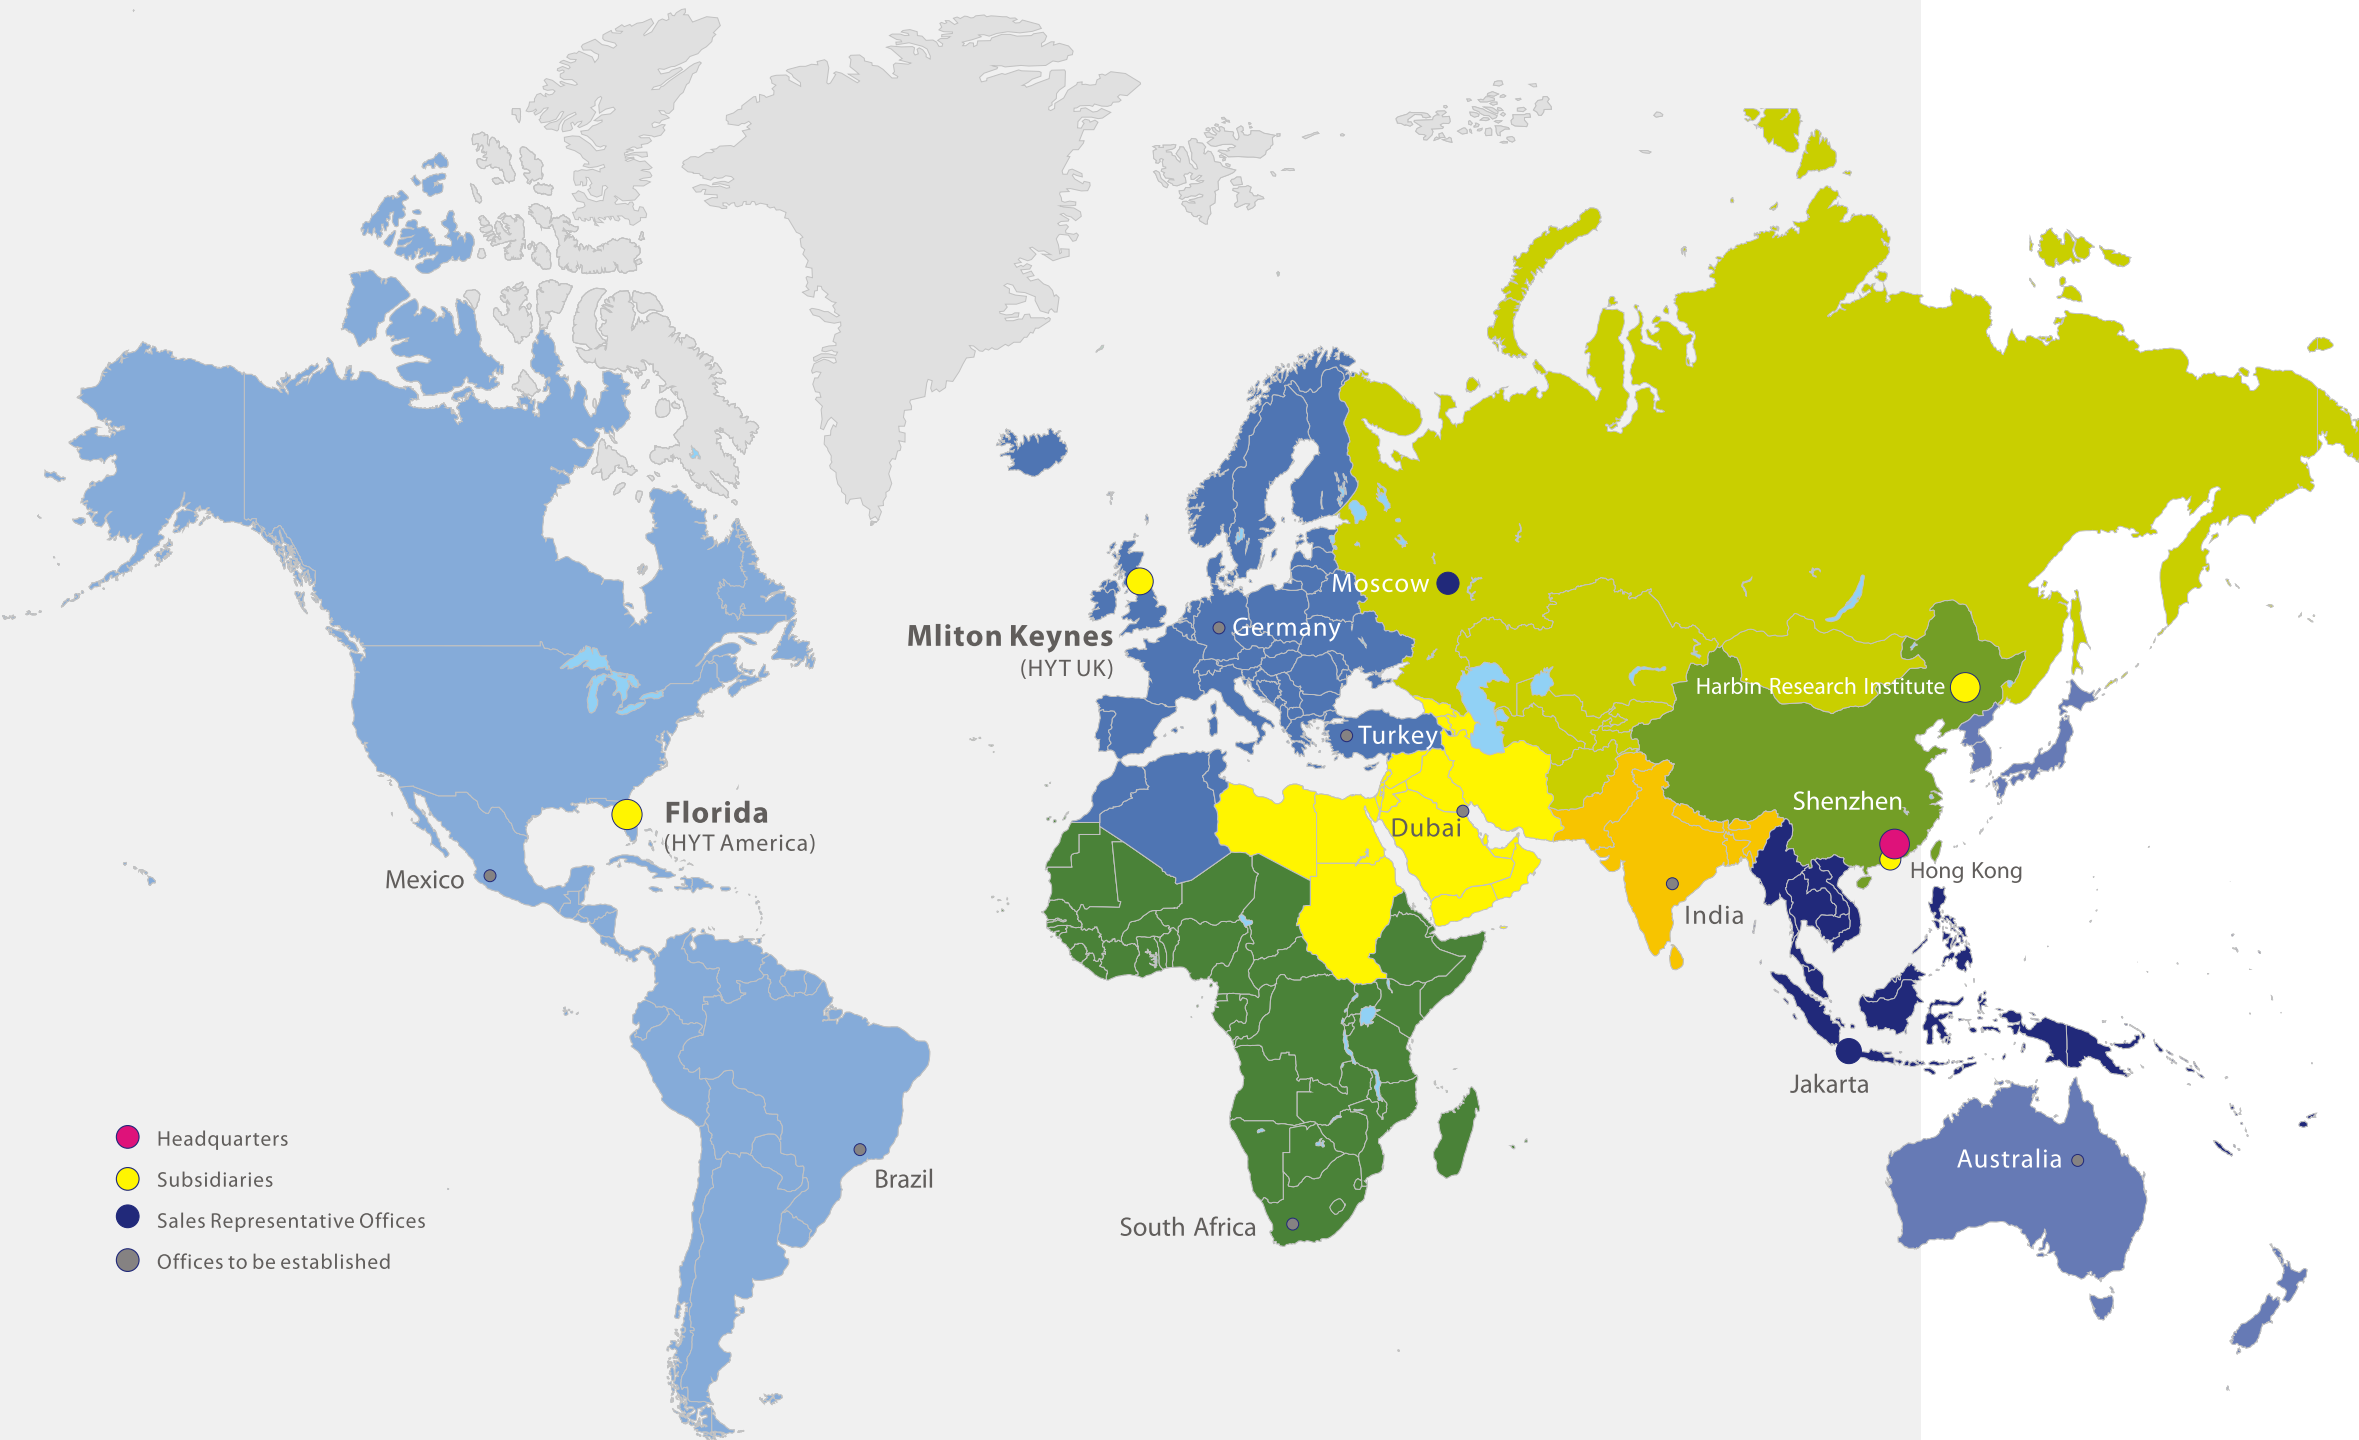 Moscow
Germany
Mliton Keynes
(HYT UK)
Harbin Research Institute
Turkey
Shenzhen
Florida
(HYT America)
Dubai
Hong Kong
Mexico
India
Jakarta
Headquarters
Subsidiaries
Sales Representative Offices
Offices to be established
Australia
Brazil
South Africa